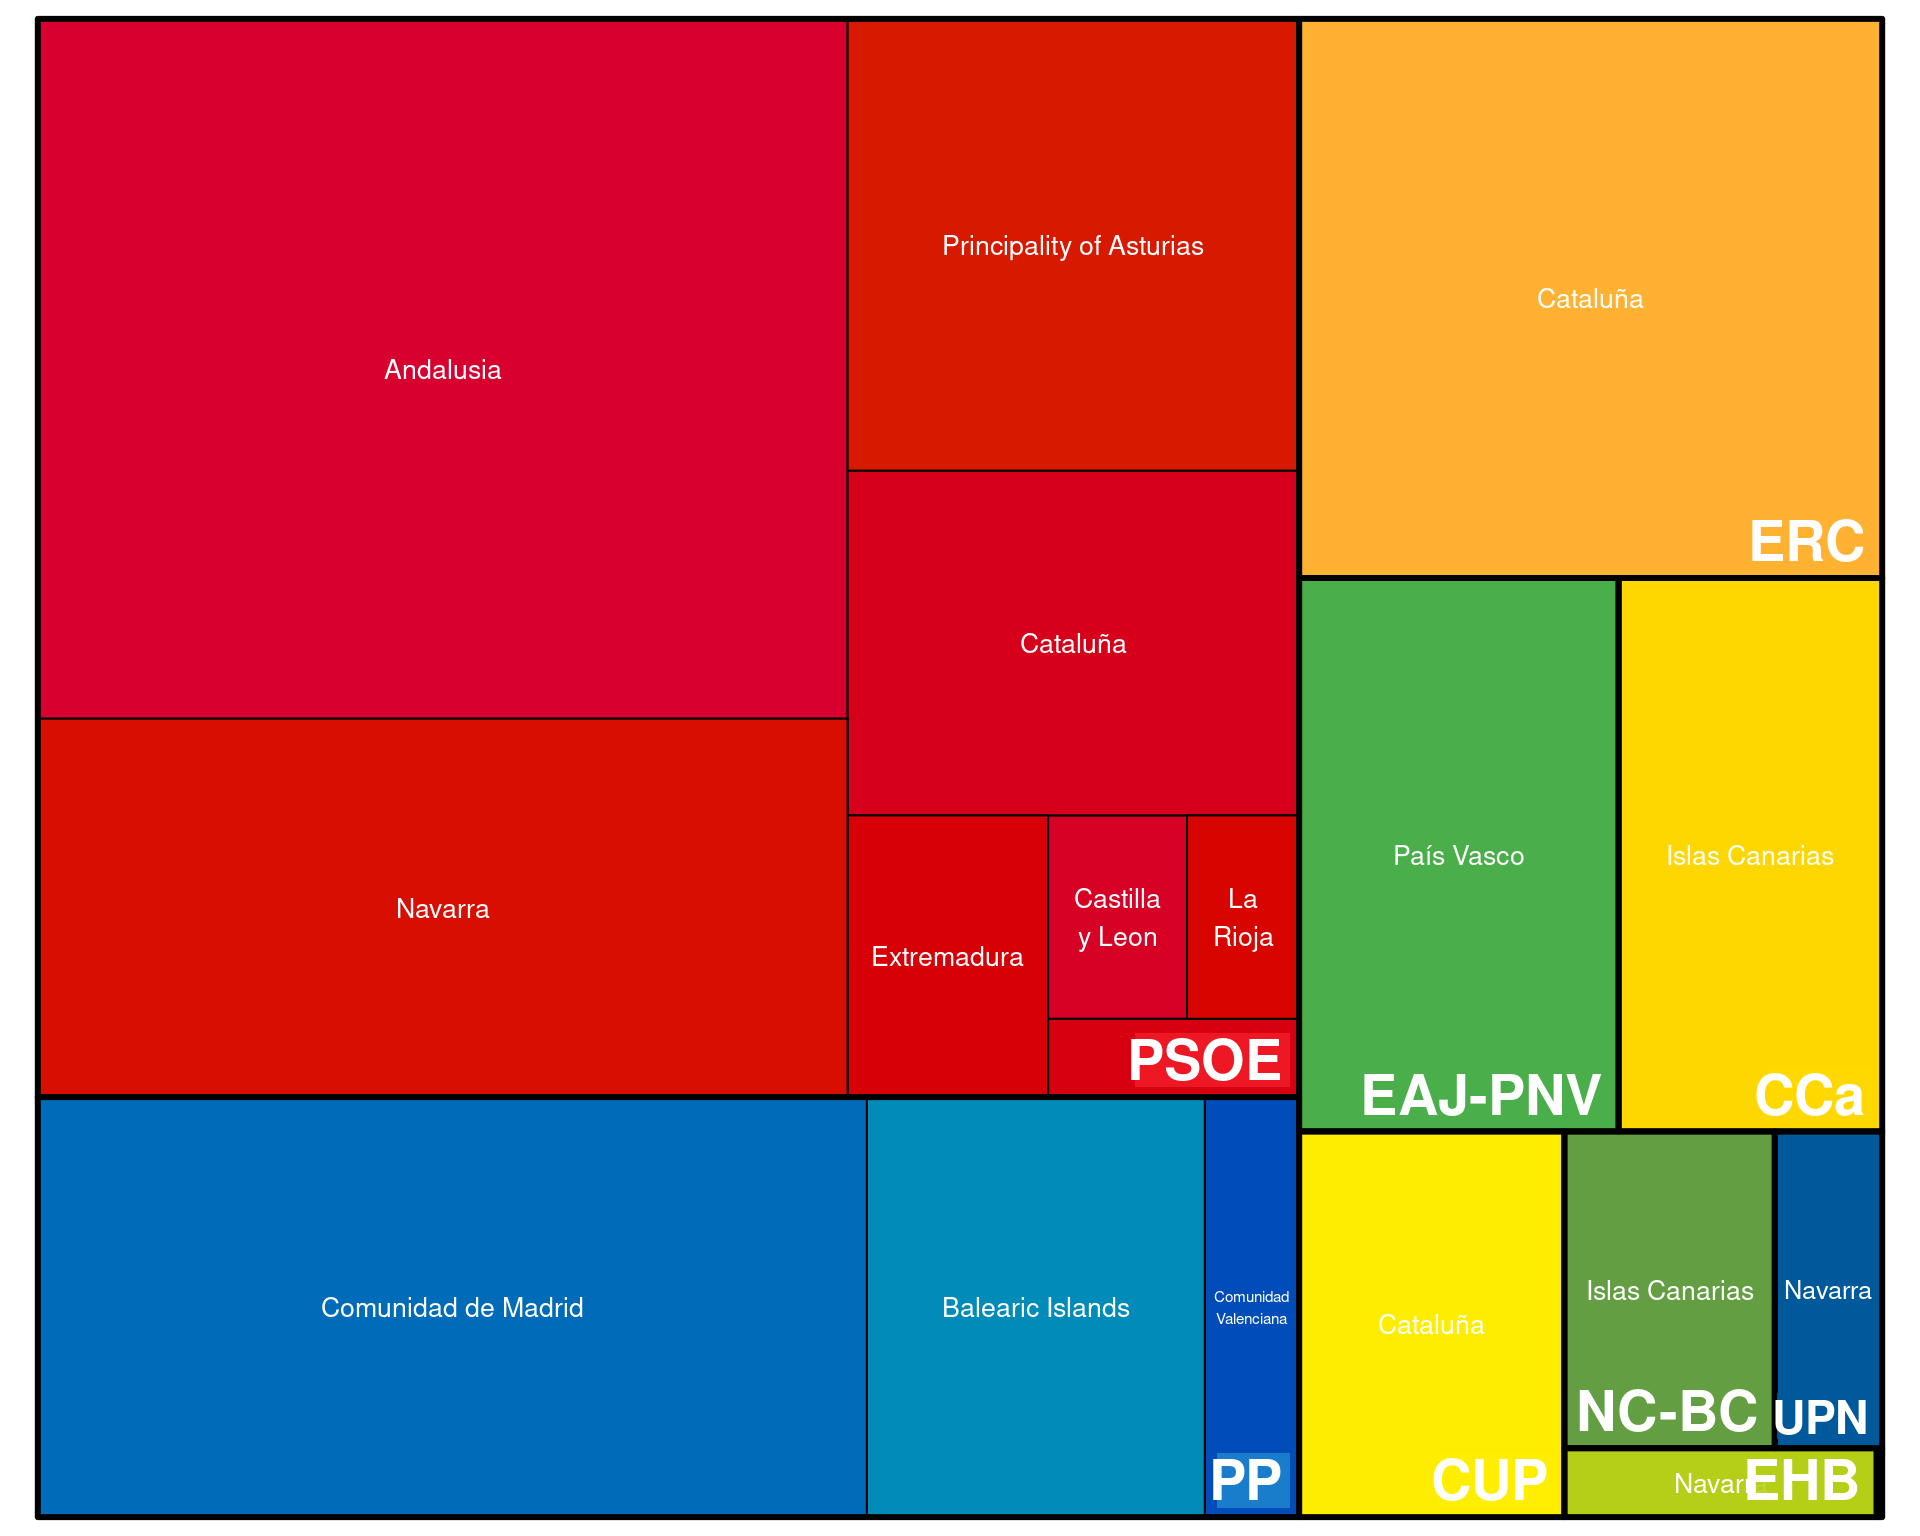 Andalusia
Principality of Asturias
Cataluña
Navarra
Extremadura
Castilla
y Leon
La
Rioja
PSOE
Comunidad de Madrid
Balearic Islands
Comunidad
Valenciana
PP
Cataluña
ERC
País Vasco
EAJ-PNV
Islas Canarias
CCa
Cataluña
CUP
Islas Canarias
NC-BC
Navarra
UPN
EHB